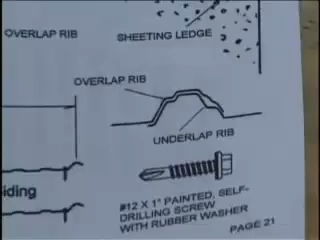 OVERLAP RIB
SHEETING LEDGE
OVERLAP RIB
UNDERLAP RIB
iding
#12 X 1" PAINTED, SELF-
DRILLING SCREW
WITH RUBBER WASHER
PAGE 21